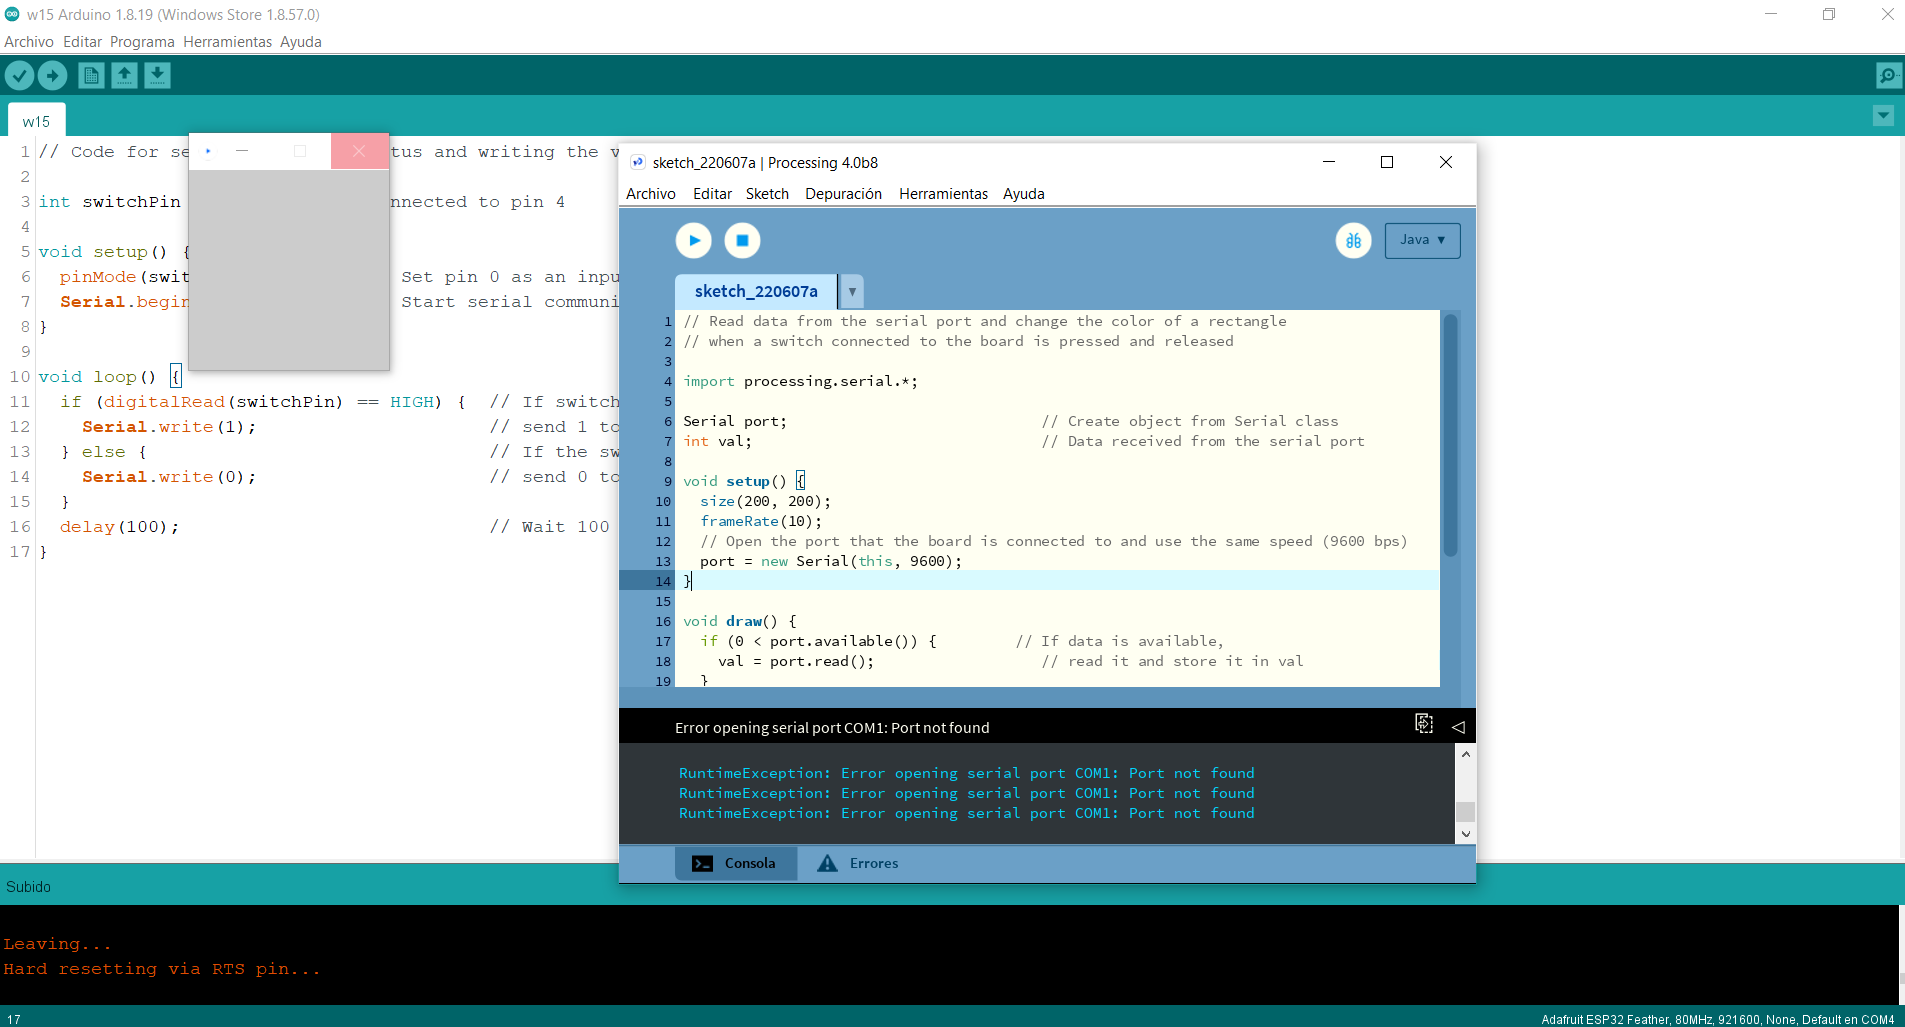 w15 Arduino 1.8.19 (Windows Store 1.8.57.0)
Archivo Editar Programa Herramientas Ayuda
w15
1 // Code for se
tus and writing the v
2
3 int switchPin
nnected to pin 4
4
5 void setup() {
6 pinMode(swit
Set pin 0 as an inpu
7 Serial.begin
Start serial communi
8 }
9
10 void loop() {
11 if (digitalRead(switchPin) == HIGH) { // If switch
12 Serial.write(1); // send 1 to
13 } else { // If the sw
14 Serial.write(0); // send 0 to
15 }
16 delay(100); // Wait 100
17 }
sketch_220607a | Processing 4.0b8
Archivo Editar Sketch Depuración Herramientas Ayuda
Java ▾
sketch_220607a ▾
1 // Read data from the serial port and change the color of a rectangle
2 // when a switch connected to the board is pressed and released
3
4 import processing.serial.*;
5
6 Serial port; // Create object from Serial class
7 int val; // Data received from the serial port
8
9 void setup() {
10 size(200, 200);
11 frameRate(10);
12 // Open the port that the board is connected to and use the same speed (9600 bps)
13 port = new Serial(this, 9600);
14 }
15
16 void draw() {
17 if (0 < port.available()) { // If data is available,
18 val = port.read(); // read it and store it in val
19 }
Error opening serial port COM1: Port not found
RuntimeException: Error opening serial port COM1: Port not found
RuntimeException: Error opening serial port COM1: Port not found
RuntimeException: Error opening serial port COM1: Port not found
Consola Errores
Subido
Leaving...
Hard resetting via RTS pin...
17
Adafruit ESP32 Feather, 80MHz, 921600, None, Default en COM4